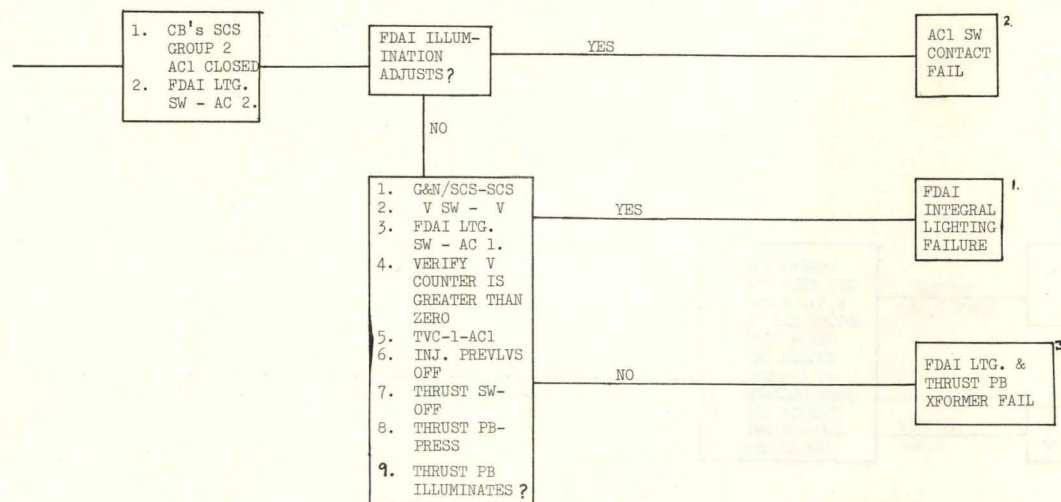 1. CB's SCS
GROUP 2
AC1 CLOSED
2. FDAI LTG.
SW - AC 2.
FDAI ILLUM-
INATION
ADJUSTS?
YES
2.
AC1 SW
CONTACT
FAIL
NO
1. G&N/SCS-SCS
2. V SW - V
3. FDAI LTG.
SW - AC 1.
4. VERIFY V
COUNTER IS
GREATER THAN
ZERO
5. TVC-1-AC1
6. INJ. PREVLVS
OFF
7. THRUST SW-
OFF
8. THRUST PB-
PRESS
9. THRUST PB
ILLUMINATES?
YES
1.
FDAI
INTEGRAL
LIGHTING
FAILURE
NO
3
FDAI LTG. &
THRUST PB
XFORMER FAIL